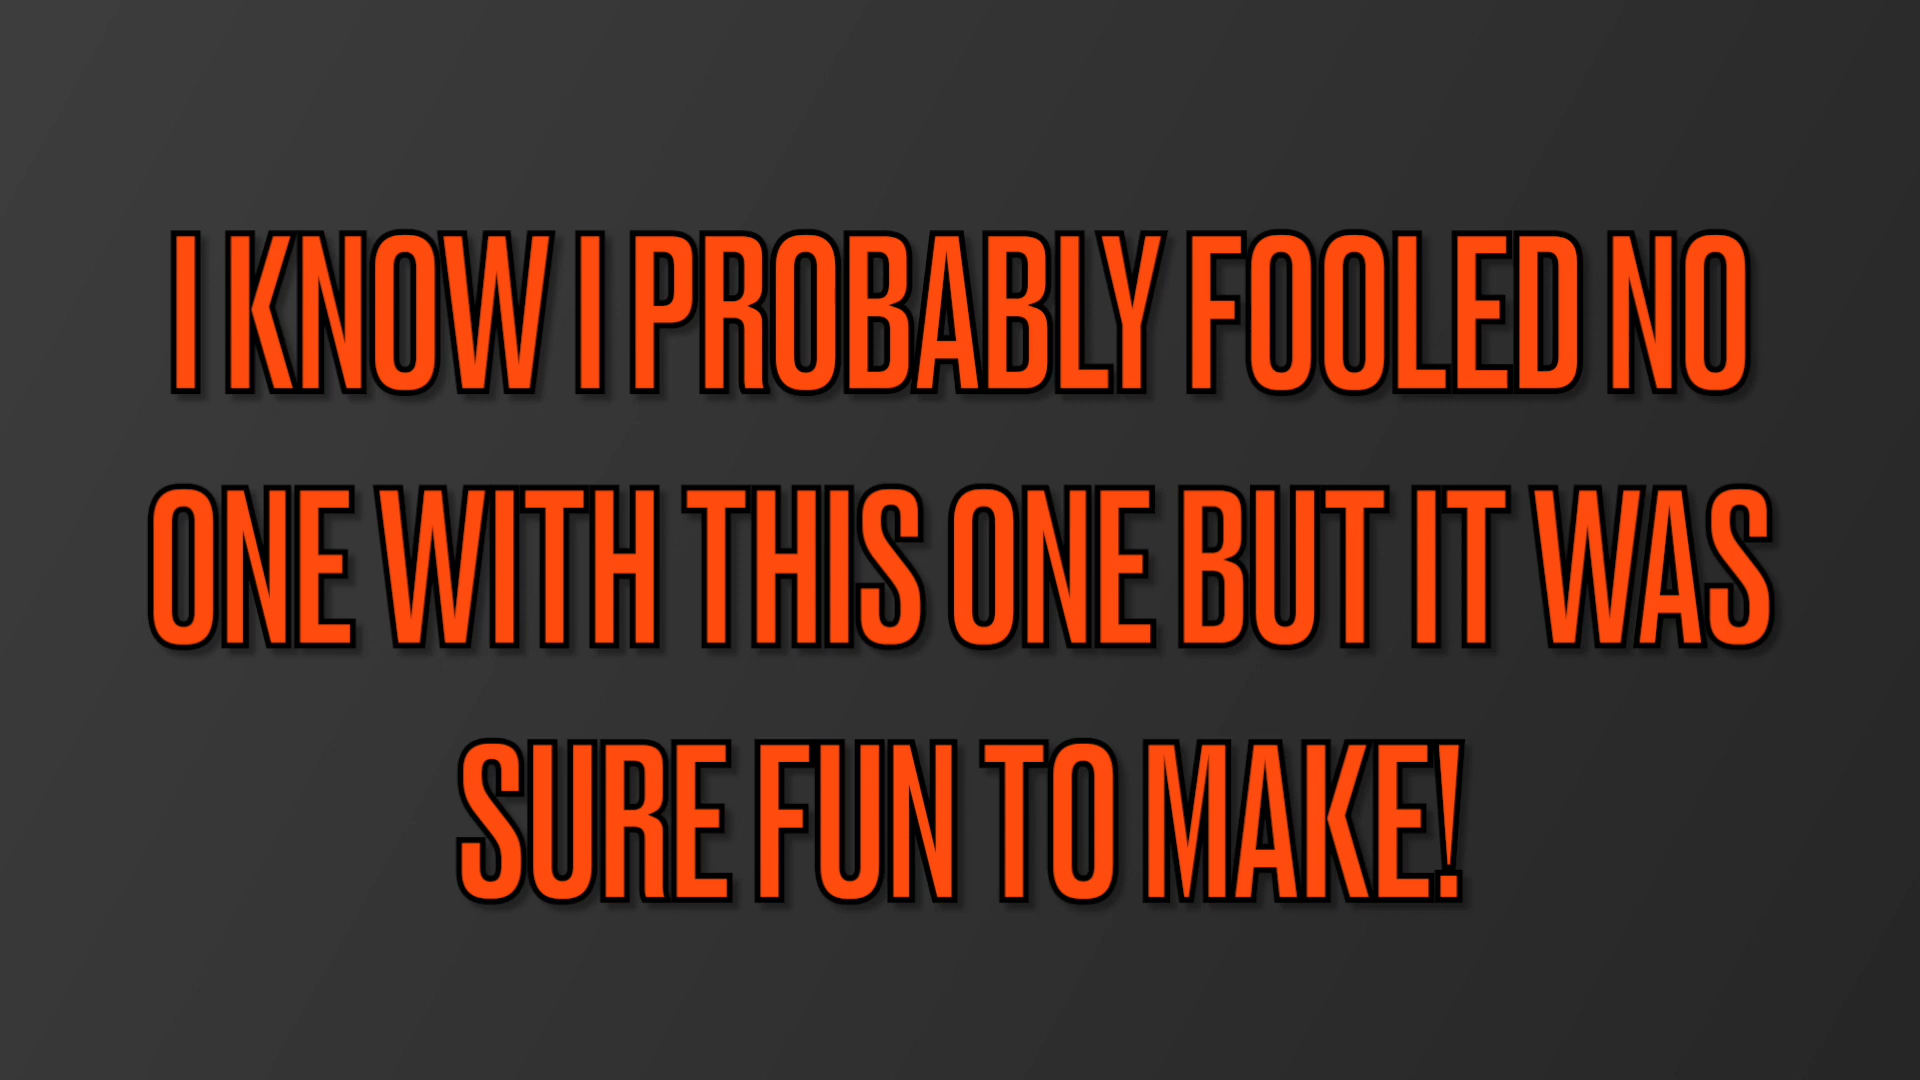 I KNOW I PROBABLY FOOLED NO
ONE WITH THIS ONE BUT IT WAS
SURE FUN TO MAKE!